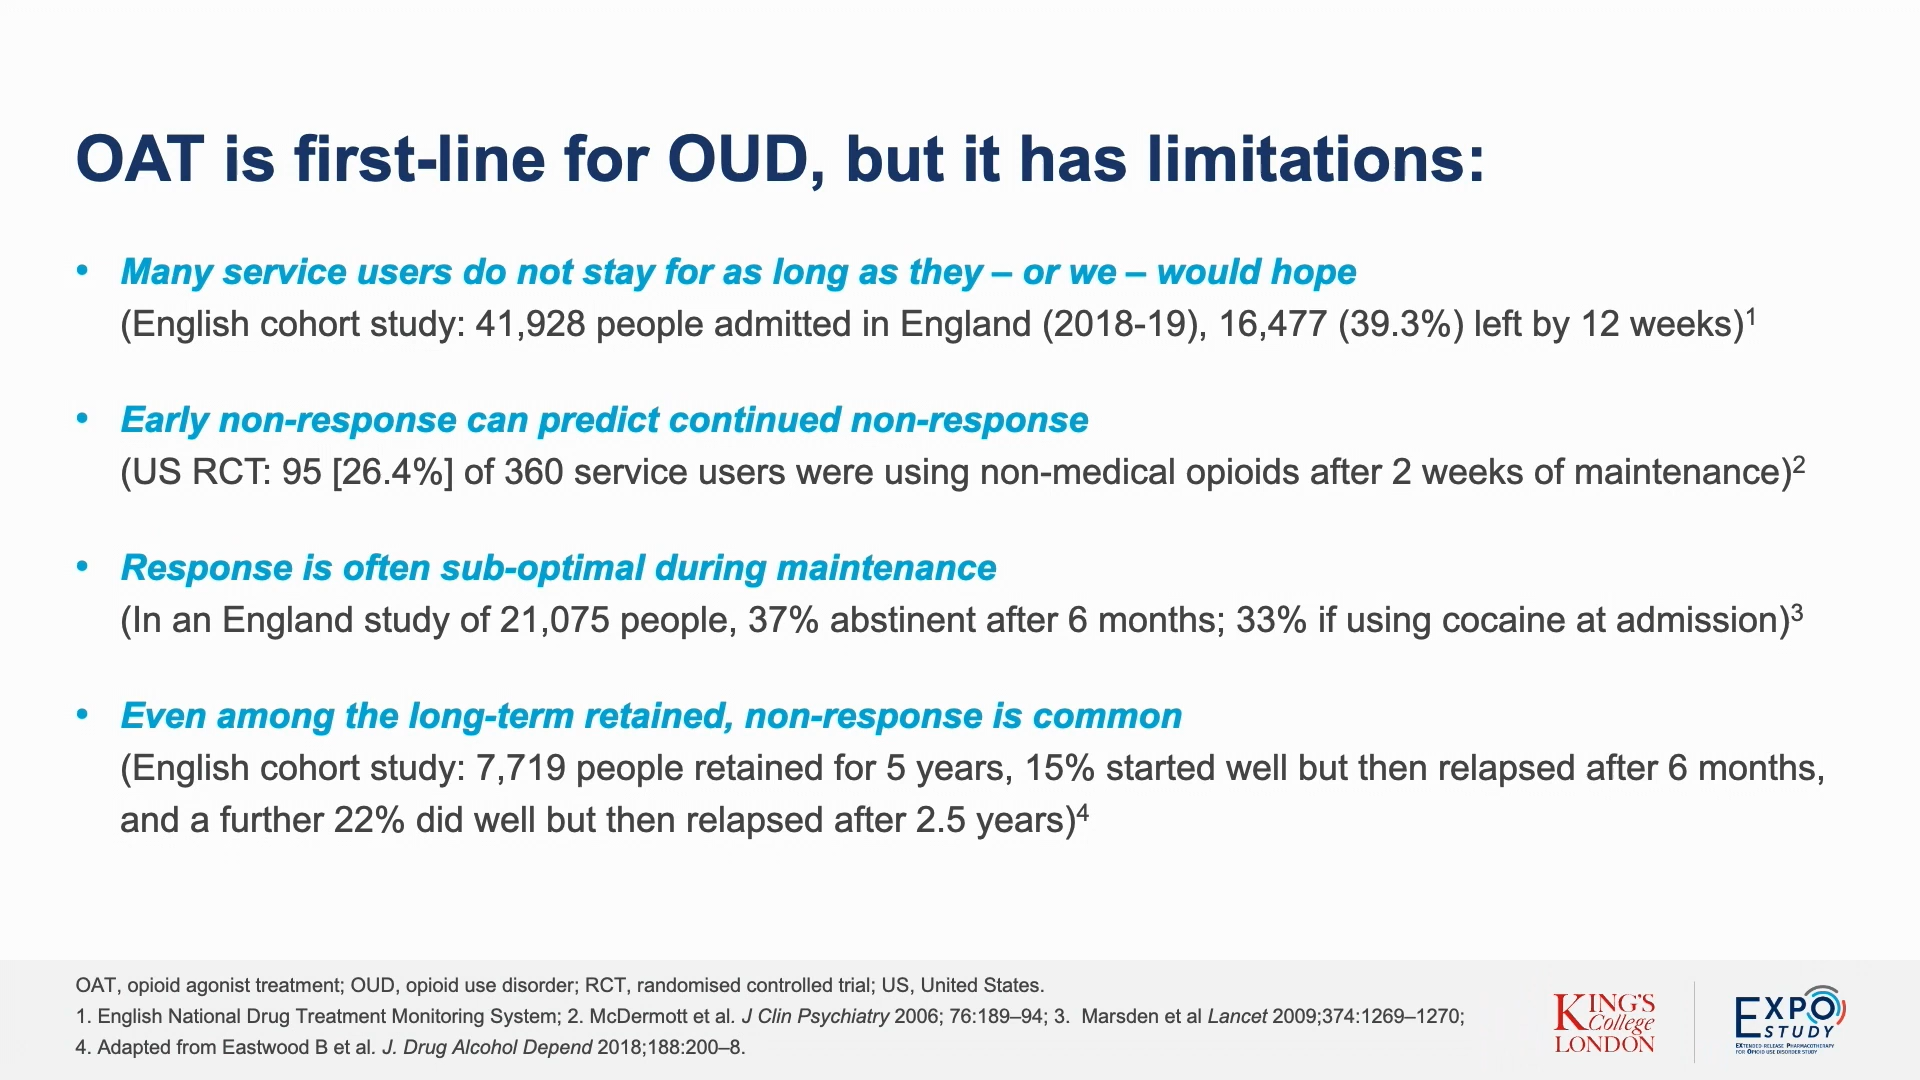 OAT is first-line for OUD, but it has limitations:
• Many service users do not stay for as long as they – or we – would hope
(English cohort study: 41,928 people admitted in England (2018-19), 16,477 (39.3%) left by 12 weeks)1
• Early non-response can predict continued non-response
(US RCT: 95 [26.4%] of 360 service users were using non-medical opioids after 2 weeks of maintenance)2
• Response is often sub-optimal during maintenance
(In an England study of 21,075 people, 37% abstinent after 6 months; 33% if using cocaine at admission)3
• Even among the long-term retained, non-response is common
(English cohort study: 7,719 people retained for 5 years, 15% started well but then relapsed after 6 months,
and a further 22% did well but then relapsed after 2.5 years)4
OAT, opioid agonist treatment; OUD, opioid use disorder; RCT, randomised controlled trial; US, United States.
1. English National Drug Treatment Monitoring System; 2. McDermott et al. J Clin Psychiatry 2006; 76:189–94; 3. Marsden et al Lancet 2009;374:1269–1270;
4. Adapted from Eastwood B et al. J. Drug Alcohol Depend 2018;188:200–8.
KING'S
College
LONDON
EXPO
STUDY
EXTENDED-RELEASE PHARMACOTHERAPY
FOR OPIOID USE DISORDER STUDY